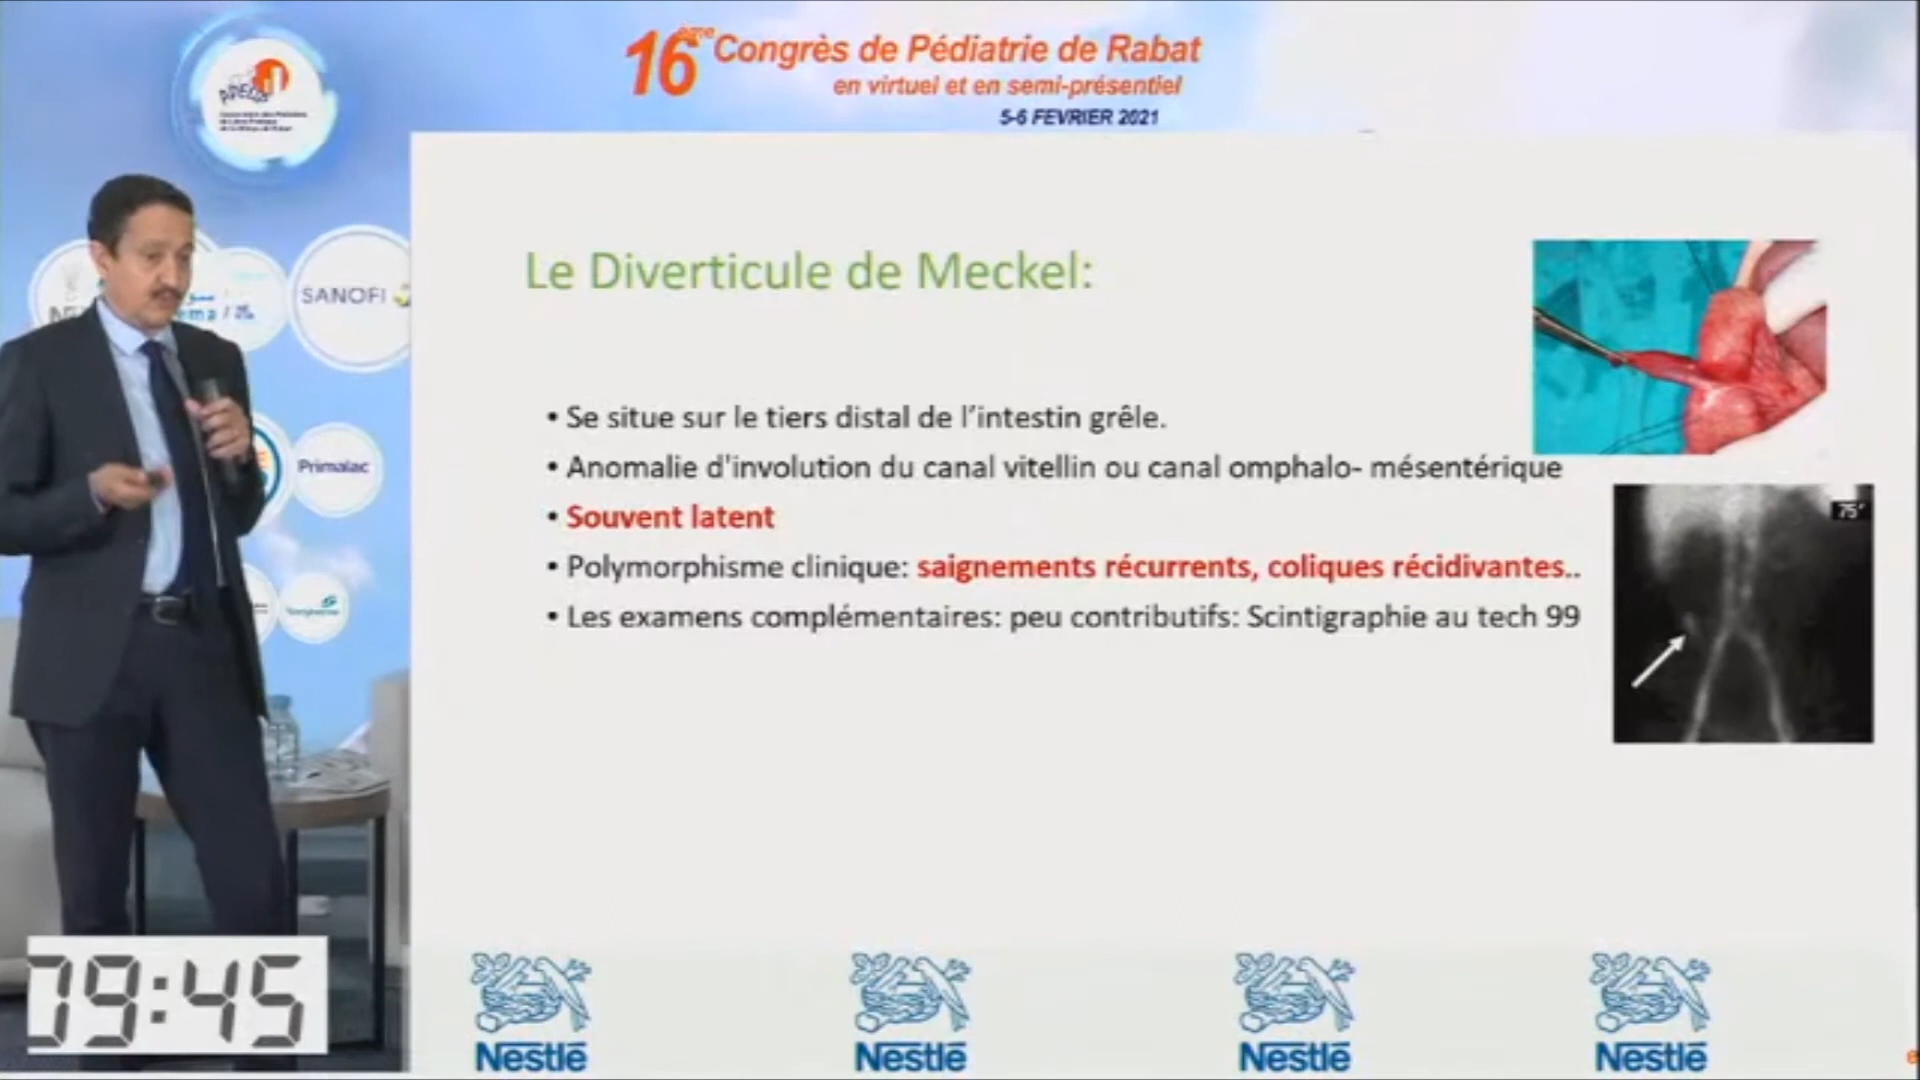 16ème Congrès de Pédiatrie de Rabat
en virtuel et en semi-présentiel
5-6 FEVRIER 2021
SANOFI
Primalac
Le Diverticule de Meckel:
• Se situe sur le tiers distal de l'intestin grêle.
• Anomalie d'involution du canal vitellin ou canal omphalo- mésentérique
• Souvent latent
• Polymorphisme clinique: saignements récurrents, coliques récidivantes..
• Les examens complémentaires: peu contributifs: Scintigraphie au tech 99
75'
09:45
Nestlé
Nestlé
Nestlé
Nestlé